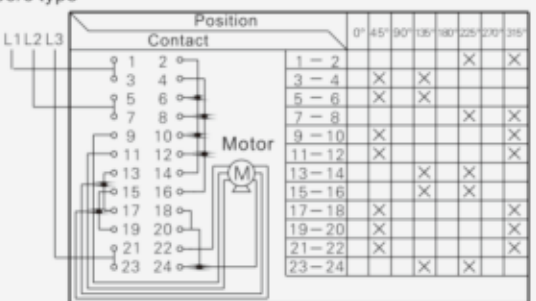 Position
Contact
0° 45° 90° 135° 180° 225° 270° 315°
L1 L2 L3
1 2
3 4
5 6
7 8
9 10
11 12
13 14
15 16
17 18
19 20
21 22
23 24
Motor
M
1 — 2 × ×
3 — 4 × ×
5 — 6 × ×
7 — 8 × ×
9 — 10 × ×
11 — 12 × ×
13 — 14 × ×
15 — 16 × ×
17 — 18 × ×
19 — 20 × ×
21 — 22 × ×
23 — 24 × ×